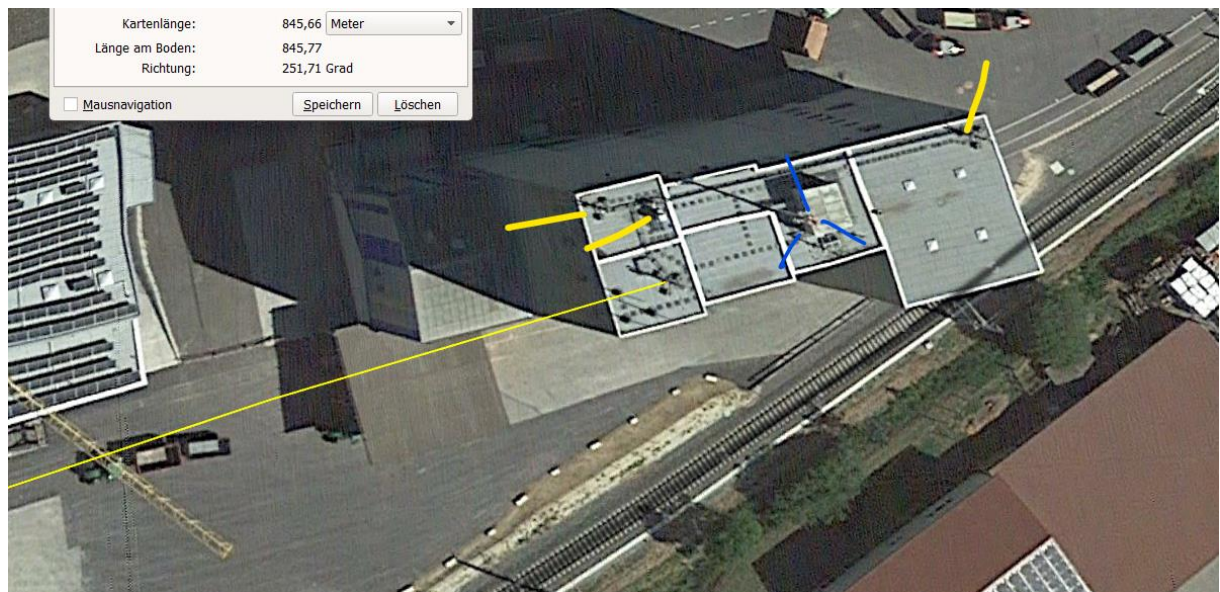 Kartenlänge: 845,66 Meter
Länge am Boden: 845,77
Richtung: 251,71 Grad
Mausnavigation Speichern Löschen